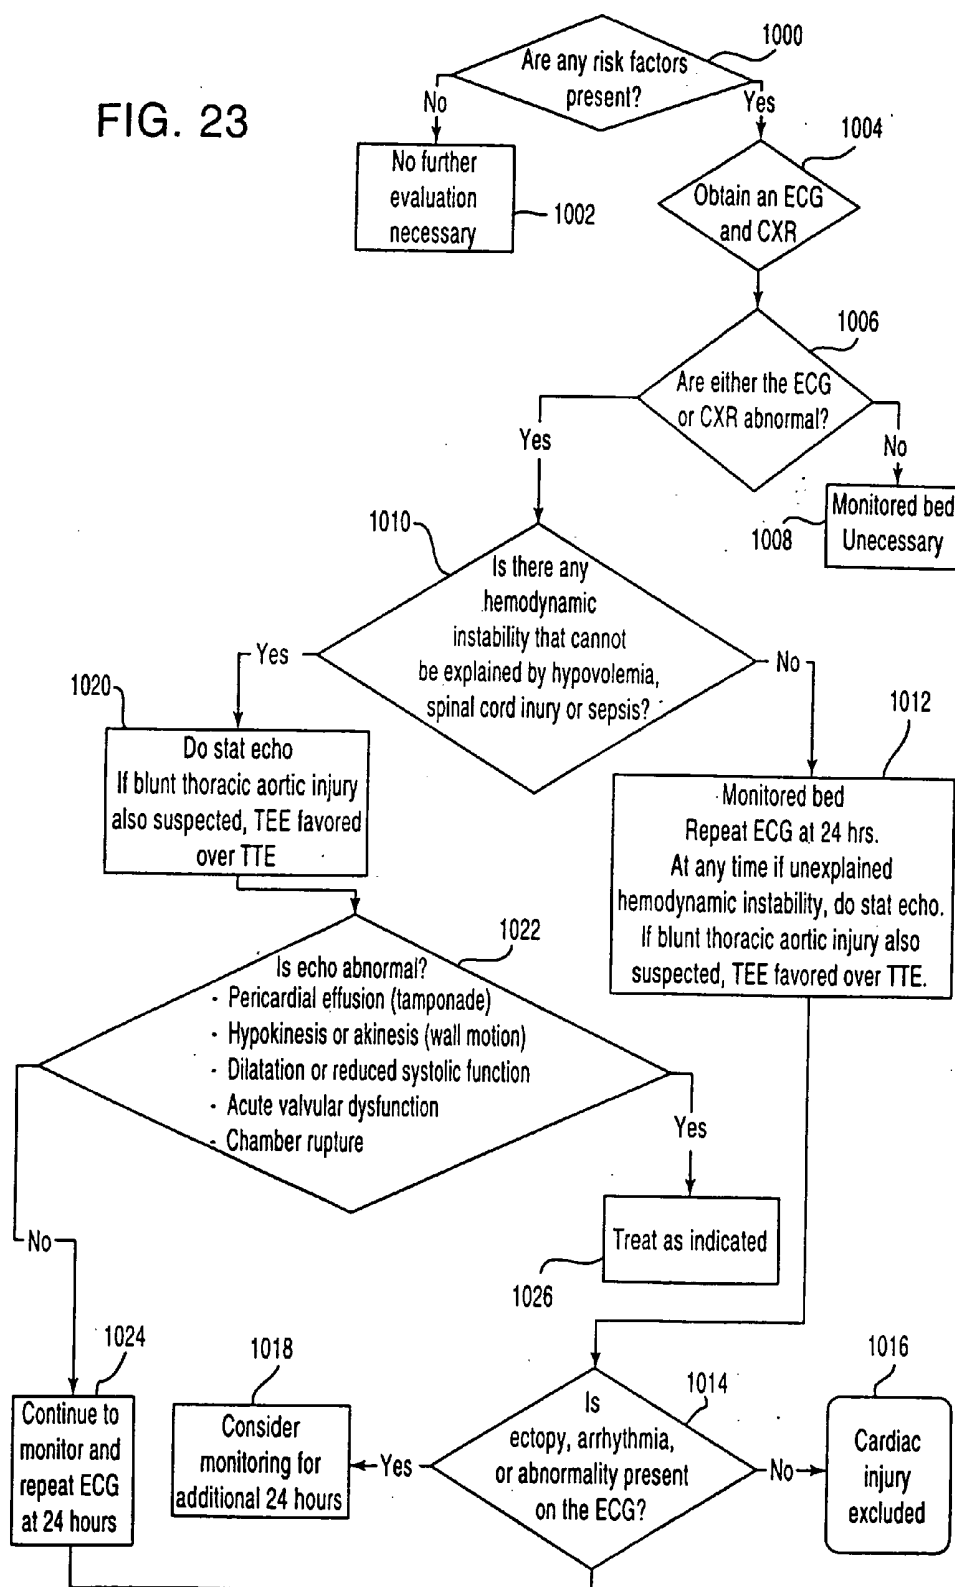 FIG. 23
1000
Are any risk factors
present?
No
Yes
No further
evaluation
necessary
1002
1004
Obtain an ECG
and CXR
1006
Are either the ECG
or CXR abnormal?
Yes
No
Monitored bed
Unecessary
1008
1010
Is there any
hemodynamic
instability that cannot
be explained by hypovolemia,
spinal cord inury or sepsis?
Yes
No
1020
Do stat echo
If blunt thoracic aortic injury
also suspected, TEE favored
over TTE
1012
Monitored bed
Repeat ECG at 24 hrs.
At any time if unexplained
hemodynamic instability, do stat echo.
If blunt thoracic aortic injury also
suspected, TEE favored over TTE.
1022
Is echo abnormal?
- Pericardial effusion (tamponade)
- Hypokinesis or akinesis (wall motion)
- Dilatation or reduced systolic function
- Acute valvular dysfunction
- Chamber rupture
Yes
No
Treat as indicated
1026
1024
Continue to
monitor and
repeat ECG
at 24 hours
1018
Consider
monitoring for
additional 24 hours
Yes
1014
Is
ectopy, arrhythmia,
or abnormality present
on the ECG?
No
1016
Cardiac
injury
excluded